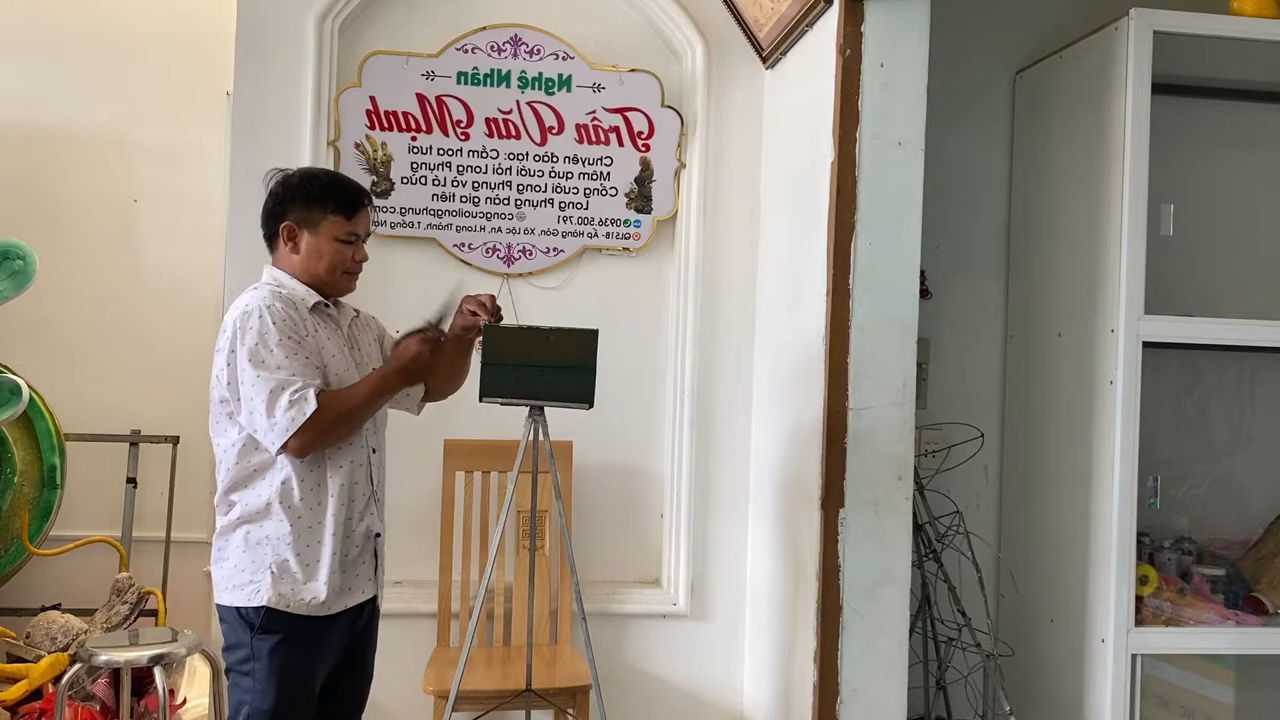 Nghệ Nhân
Trần Văn Mạnh
Chuyên đào tạo: Cắm hoa tươi
Mâm quả cưới hỏi Long Phụng
Cổng cưới Long Phụng và Lá Dừa
Long Phụng bàn gia tiên
0936.500.791 congcuoilongphung.com
QL51B- Ấp Hàng Gòn, Xã Lộc An, H.Long Thành, T.Đồng Nai